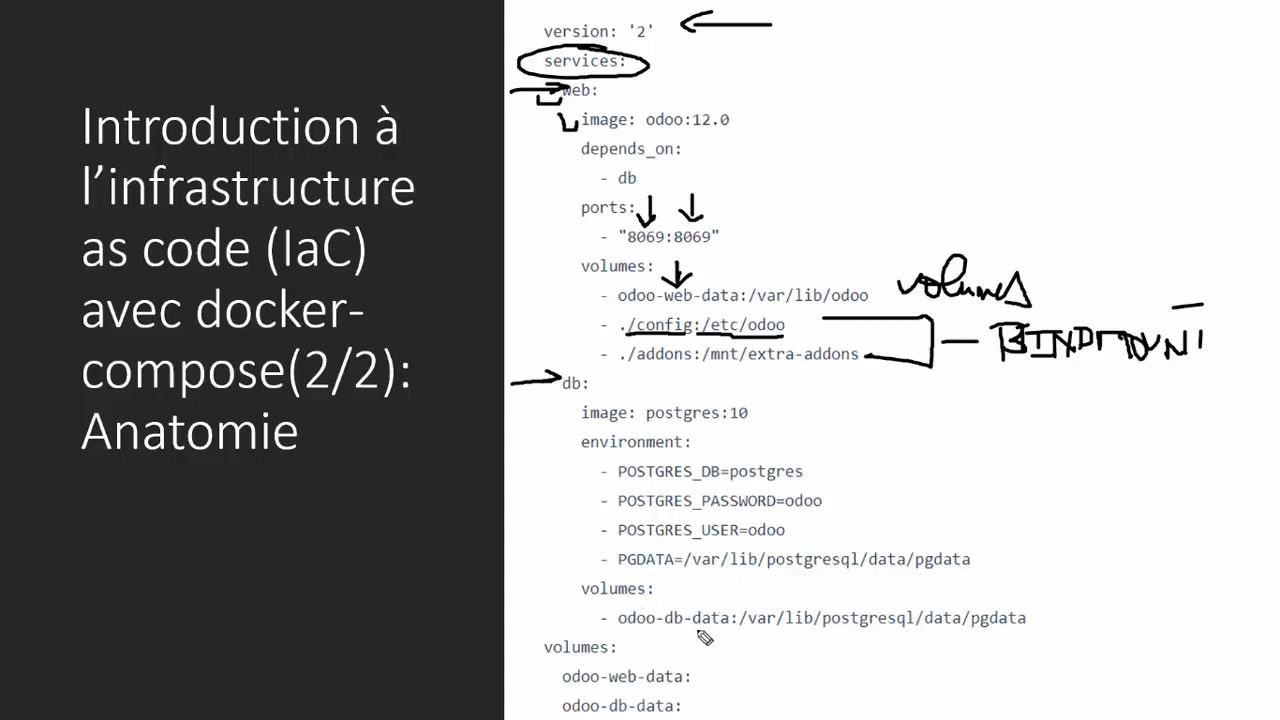 Introduction à
l’infrastructure
as code (IaC)
avec docker-
compose(2/2):
Anatomie
version: '2'
services:
web:
image: odoo:12.0
depends_on:
- db
ports:
- "8069:8069"
volumes:
- odoo-web-data:/var/lib/odoo
volumes
- ./config:/etc/odoo
- ./addons:/mnt/extra-addons
BINDMOUNT
db:
image: postgres:10
environment:
- POSTGRES_DB=postgres
- POSTGRES_PASSWORD=odoo
- POSTGRES_USER=odoo
- PGDATA=/var/lib/postgresql/data/pgdata
volumes:
- odoo-db-data:/var/lib/postgresql/data/pgdata
volumes:
odoo-web-data:
odoo-db-data: